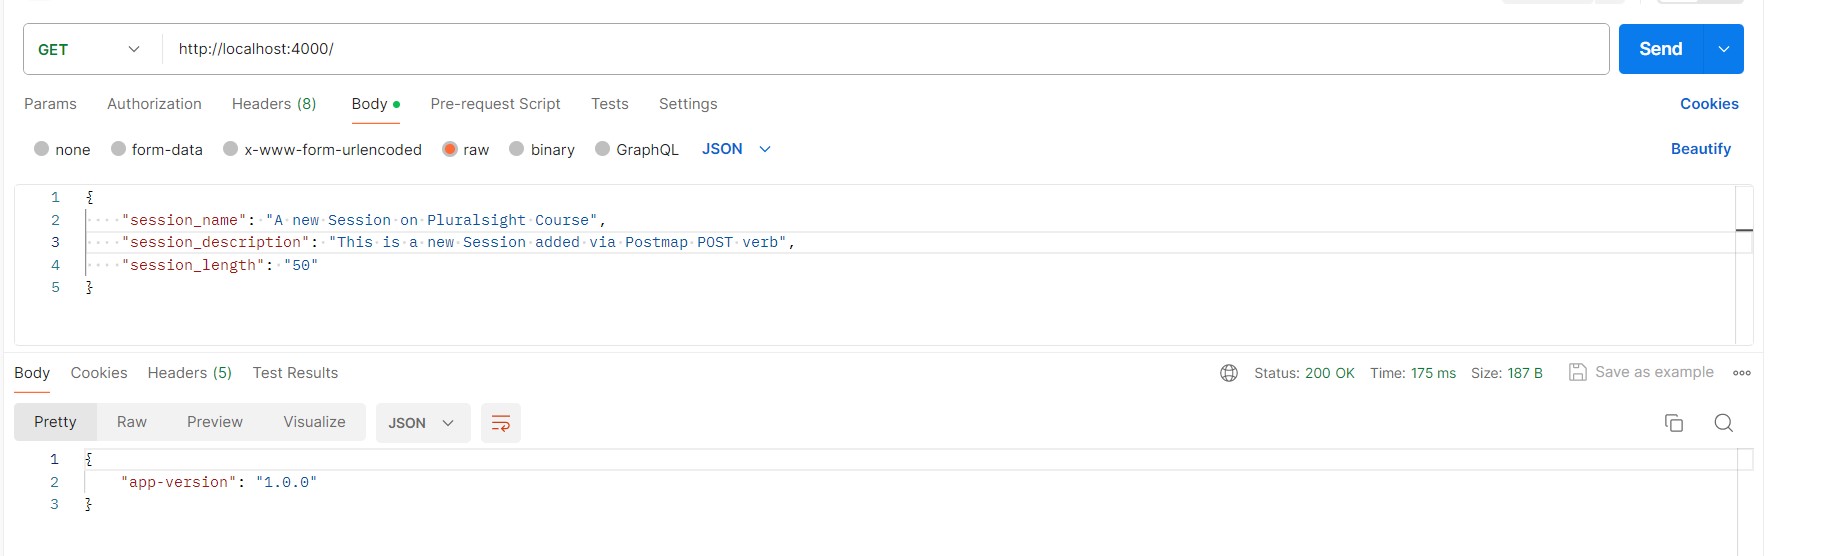 GET http://localhost:4000/ Send
Params Authorization Headers (8) Body Pre-request Script Tests Settings Cookies
none form-data x-www-form-urlencoded raw binary GraphQL JSON Beautify
1 {
2 "session_name": "A new Session on Pluralsight Course",
3 "session_description": "This is a new Session added via Postmap POST verb",
4 "session_length": "50"
5 }
Body Cookies Headers (5) Test Results Status: 200 OK Time: 175 ms Size: 187 B Save as example
Pretty Raw Preview Visualize JSON
1 {
2 "app-version": "1.0.0"
3 }